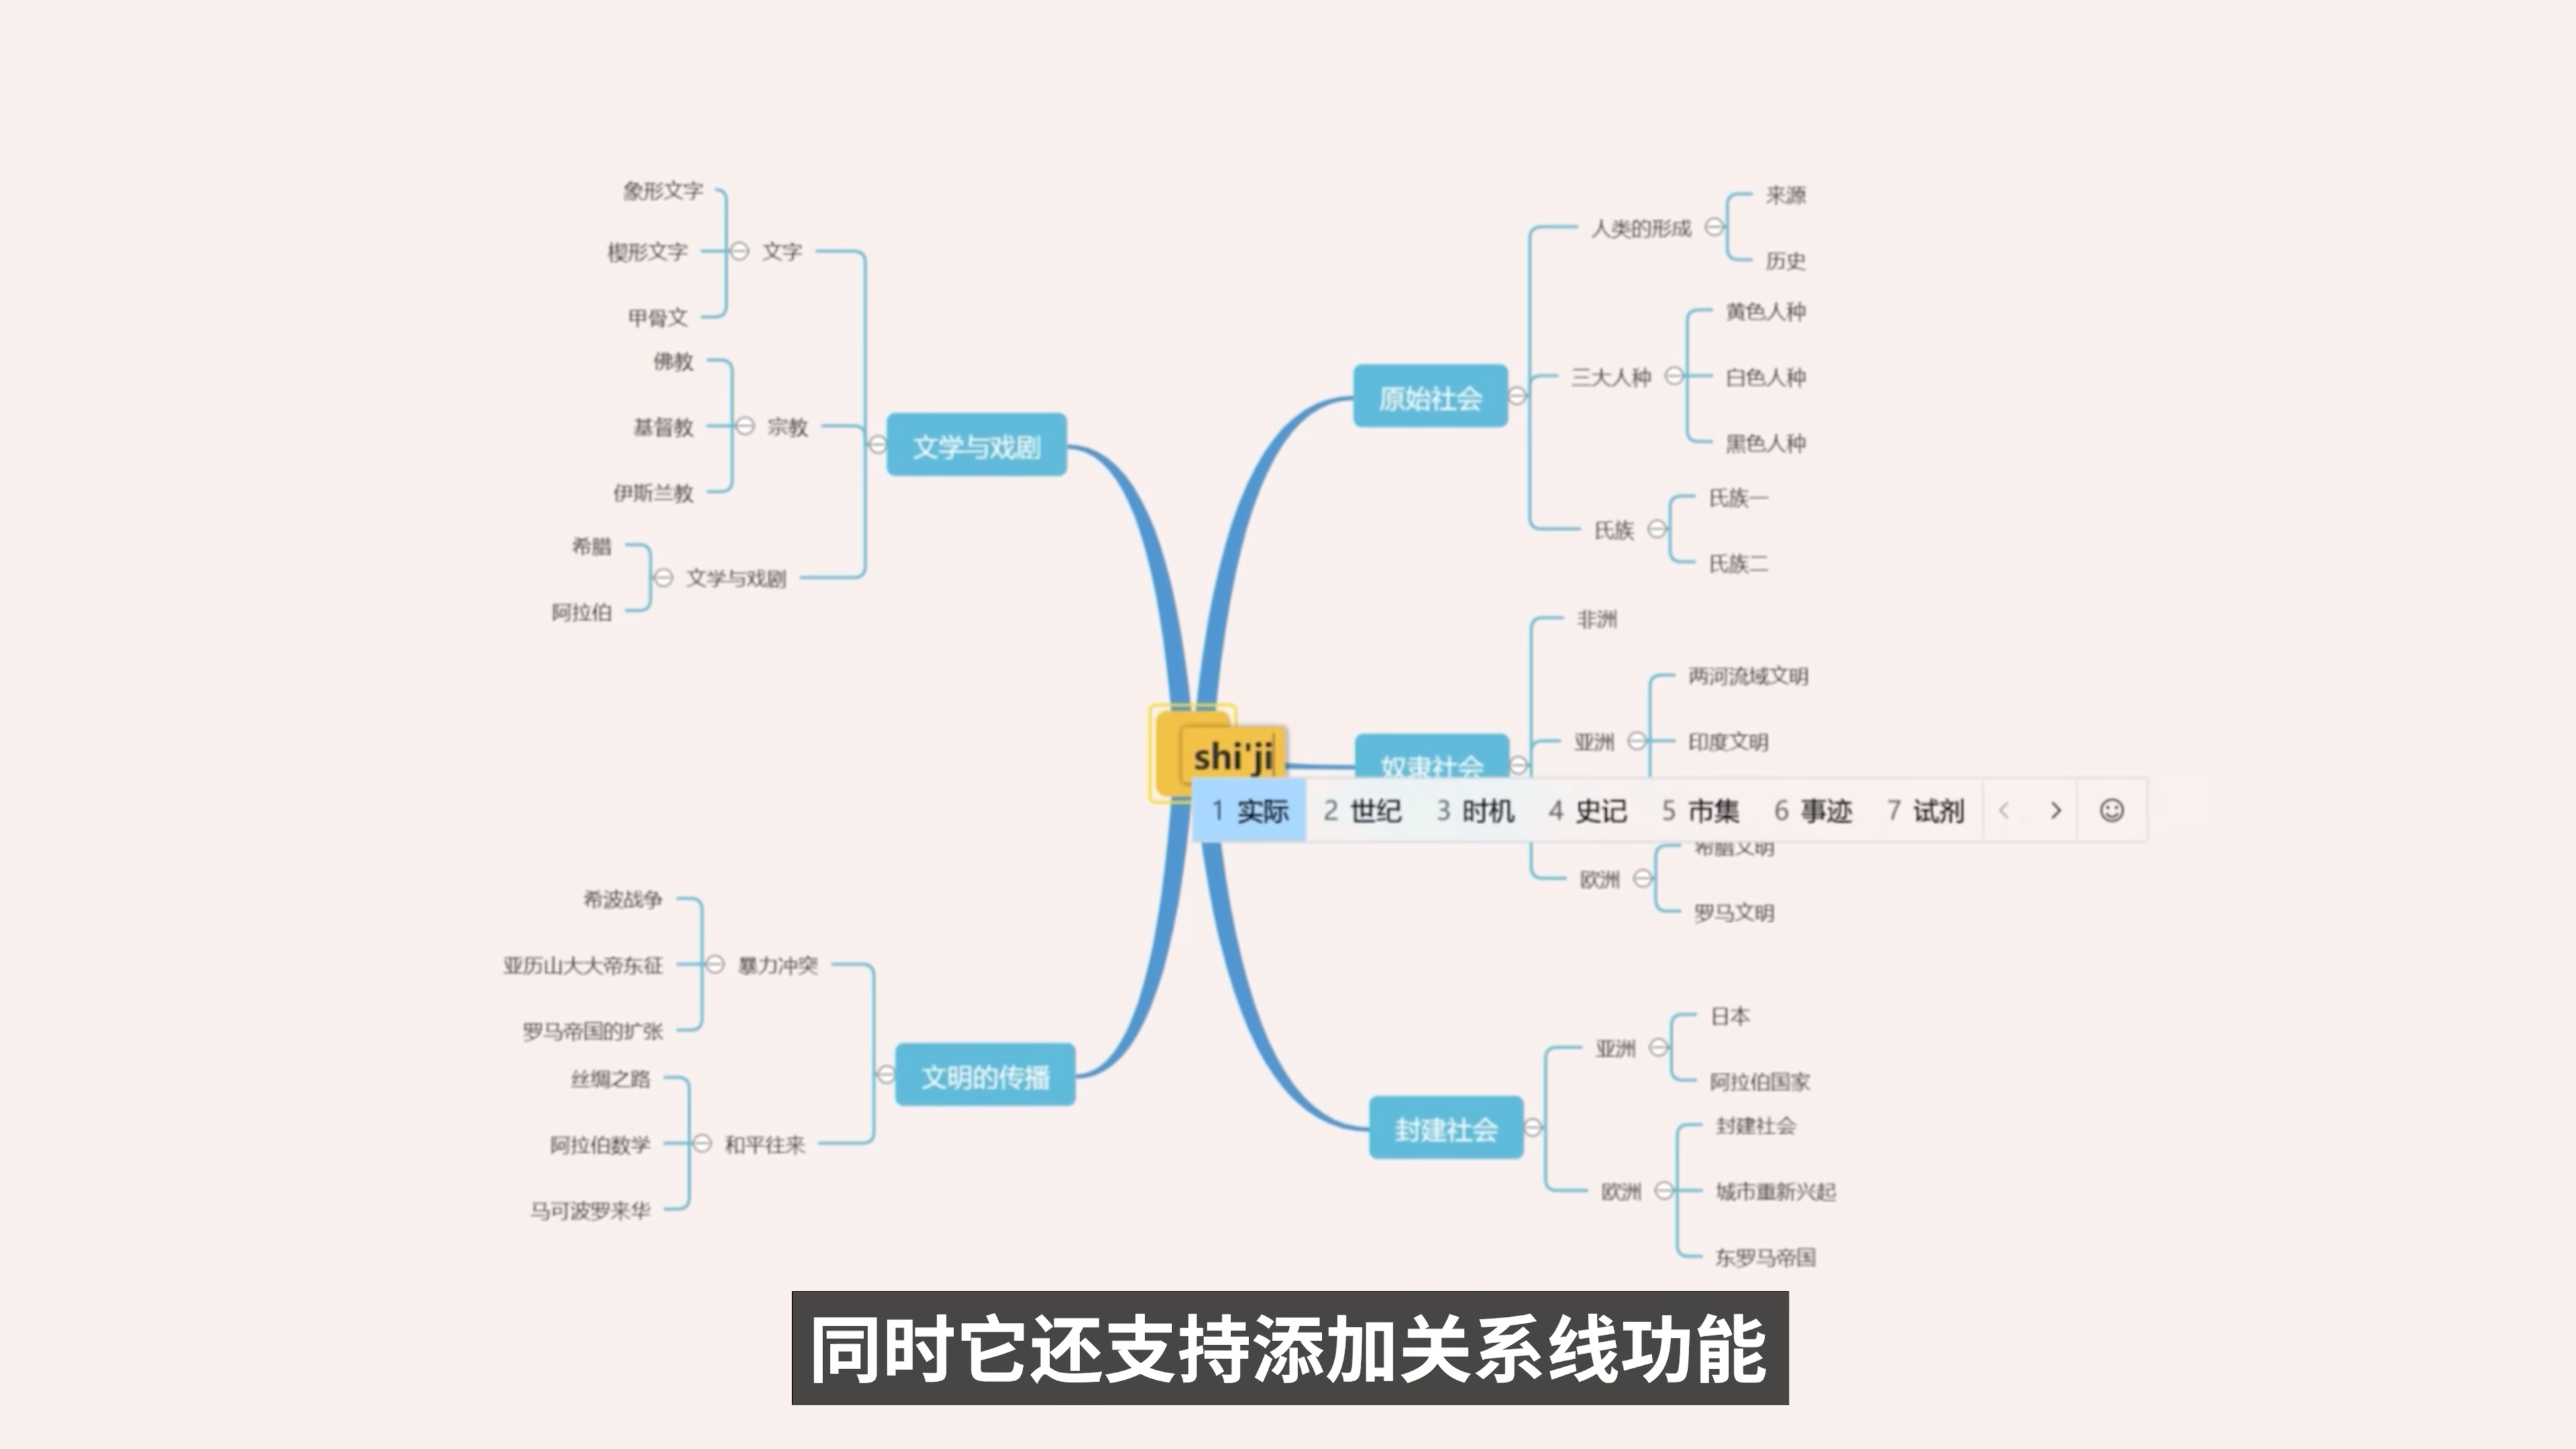 象形文字
楔形文字
甲骨文
文字
佛教
基督教
伊斯兰教
宗教
希腊
阿拉伯
文学与戏剧
文学与戏剧
希波战争
亚历山大大帝东征
罗马帝国的扩张
暴力冲突
丝绸之路
阿拉伯数学
马可波罗来华
和平往来
文明的传播
shi'ji
1 实际 2 世纪 3 时机 4 史记 5 市集 6 事迹 7 试剂
原始社会
人类的形成
来源
历史
三大人种
黄色人种
白色人种
黑色人种
氏族
氏族一
氏族二
奴隶社会
非洲
亚洲
两河流域文明
印度文明
欧洲
希腊文明
罗马文明
封建社会
亚洲
日本
阿拉伯国家
欧洲
封建社会
城市重新兴起
东罗马帝国
同时它还支持添加关系线功能